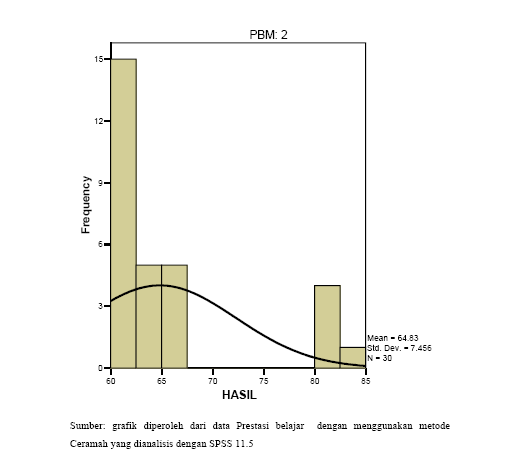 PBM: 2
15
12
9
6
3
0
Frequency
60 65 70 75 80 85
HASIL
Mean = 64.83
Std. Dev. = 7.456
N = 30
Sumber: grafik diperoleh dari data Prestasi belajar dengan menggunakan metode
Ceramah yang dianalisis dengan SPSS 11.5